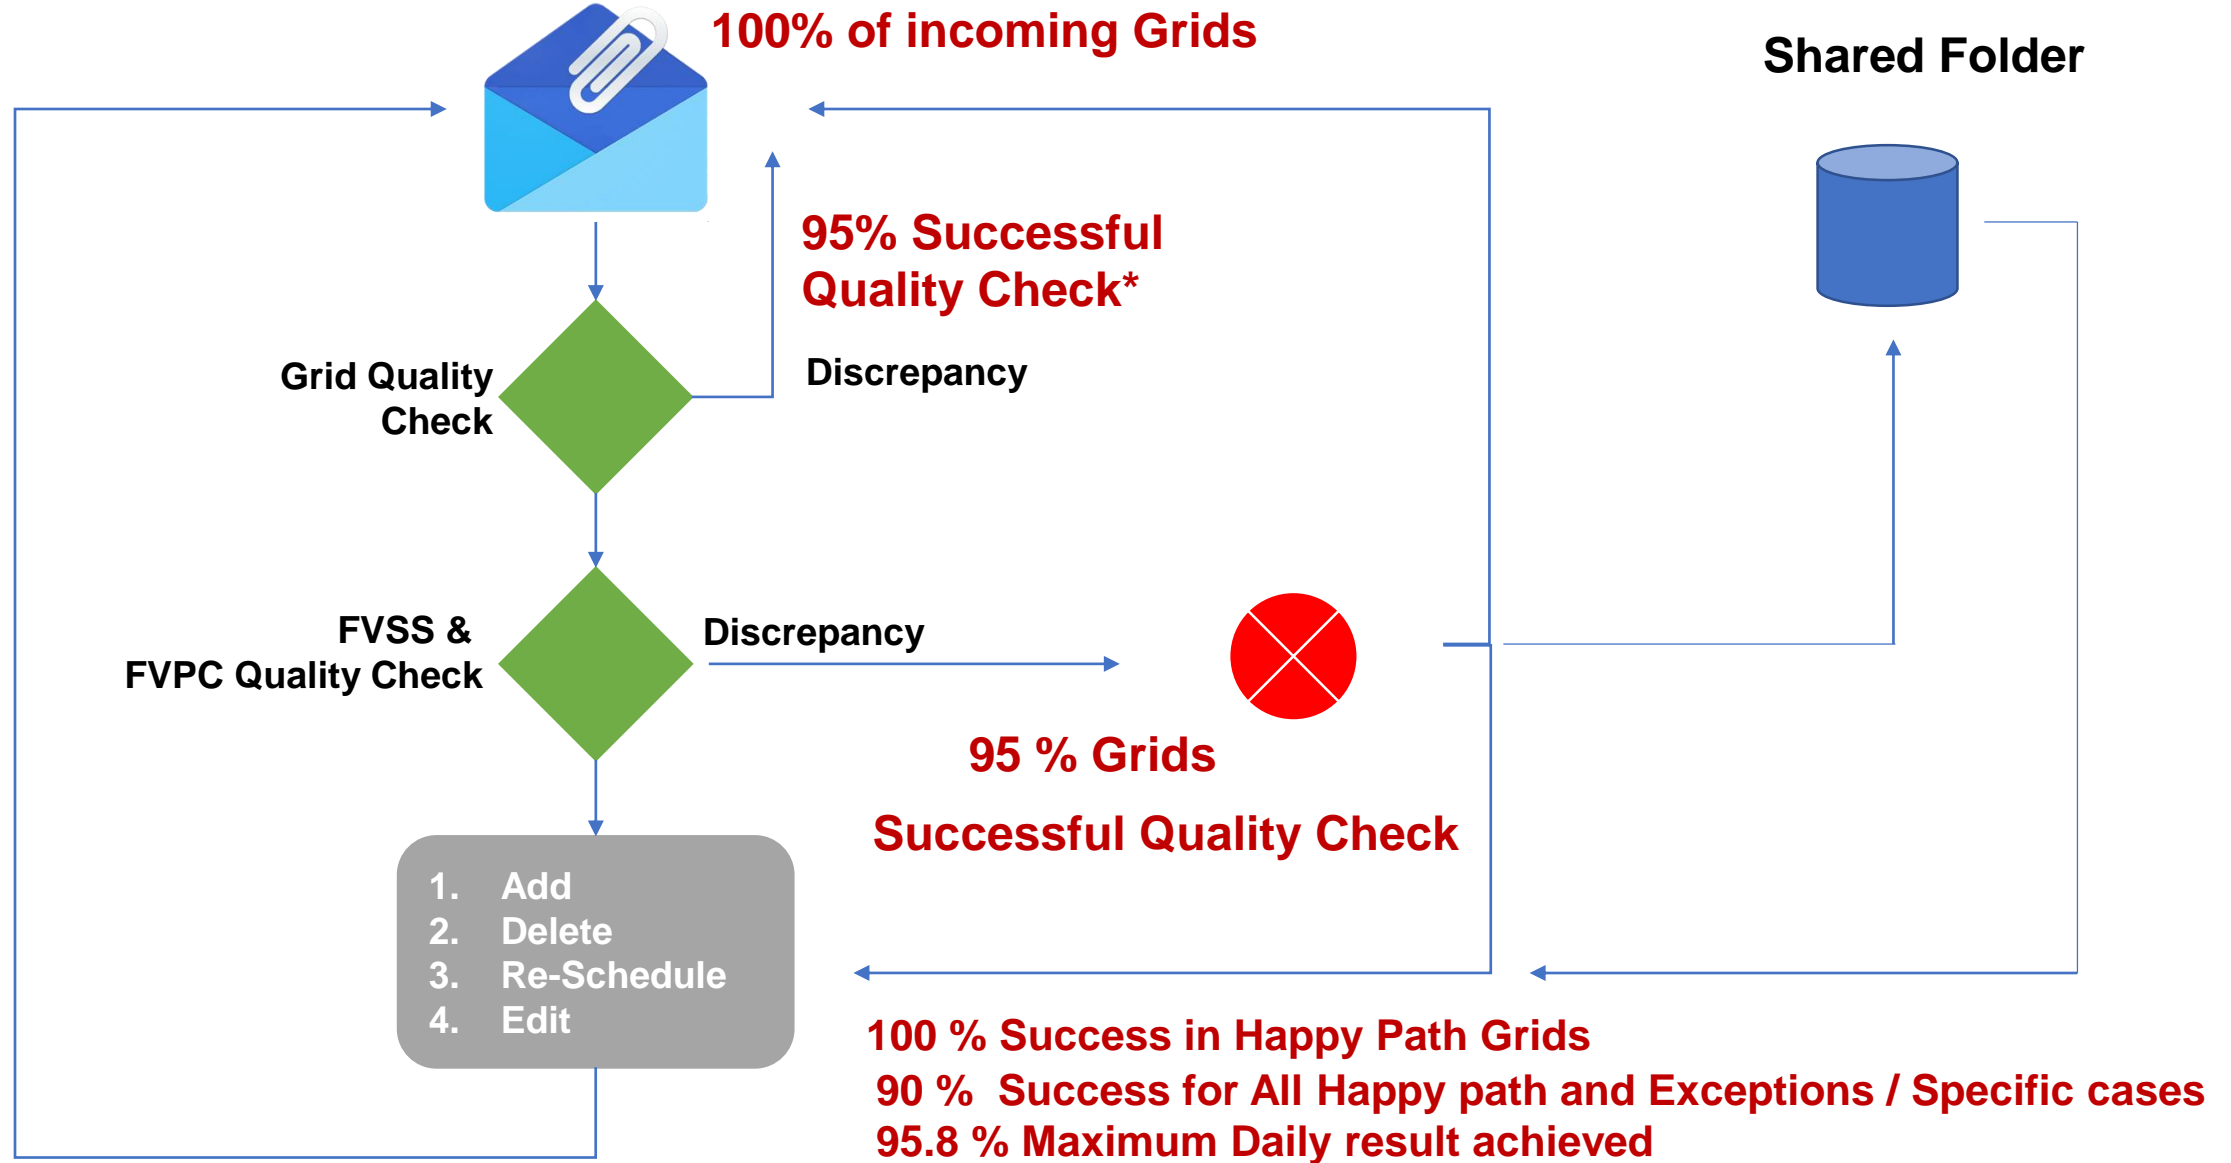 100% of incoming Grids
Shared Folder
95% Successful
Quality Check*
Grid Quality
Check
Discrepancy
FVSS &
FVPC Quality Check
Discrepancy
95 % Grids
Successful Quality Check
1. Add
2. Delete
3. Re-Schedule
4. Edit
100 % Success in Happy Path Grids
90 % Success for All Happy path and Exceptions / Specific cases
95.8 % Maximum Daily result achieved